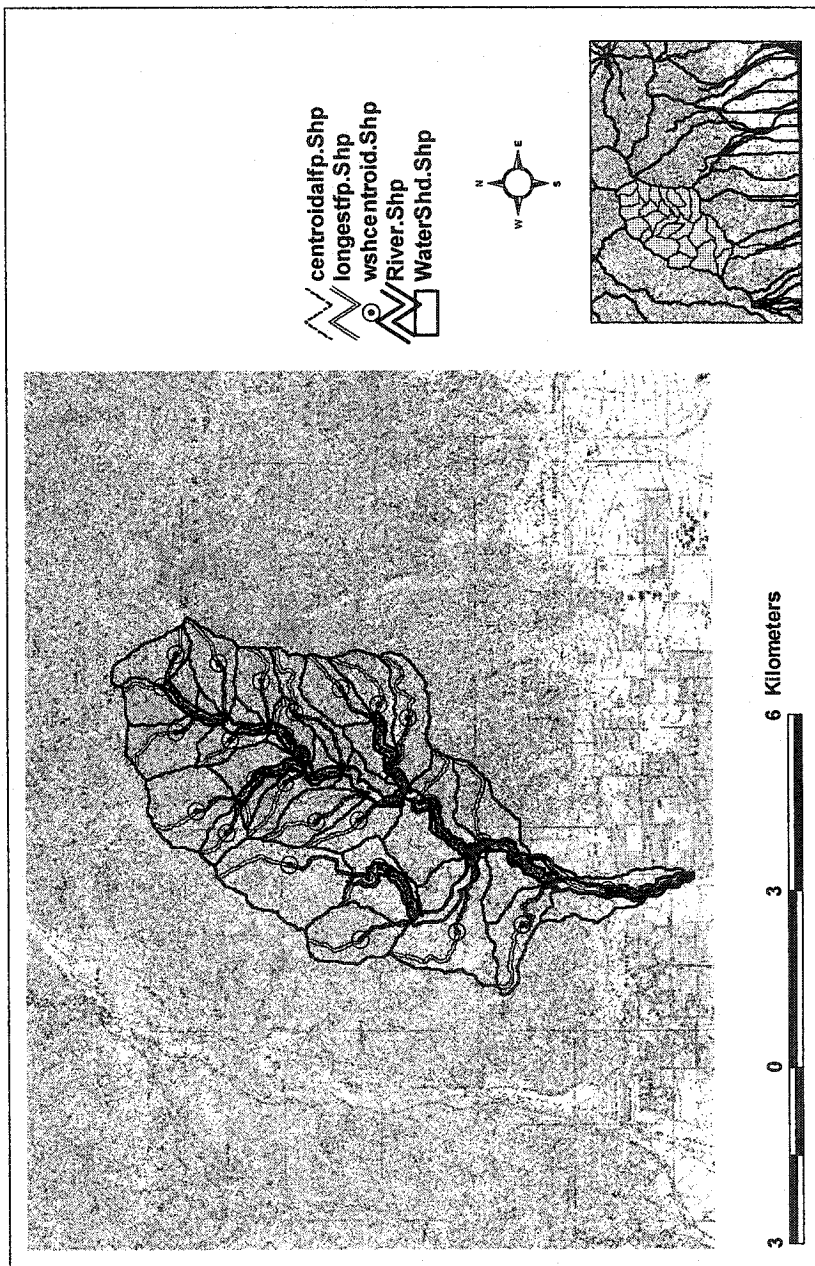 centroidalfp.Shp
longestfp.Shp
wshcentroid.Shp
River.Shp
WaterShd.Shp
N
W E
S
3 0 3 6 Kilometers